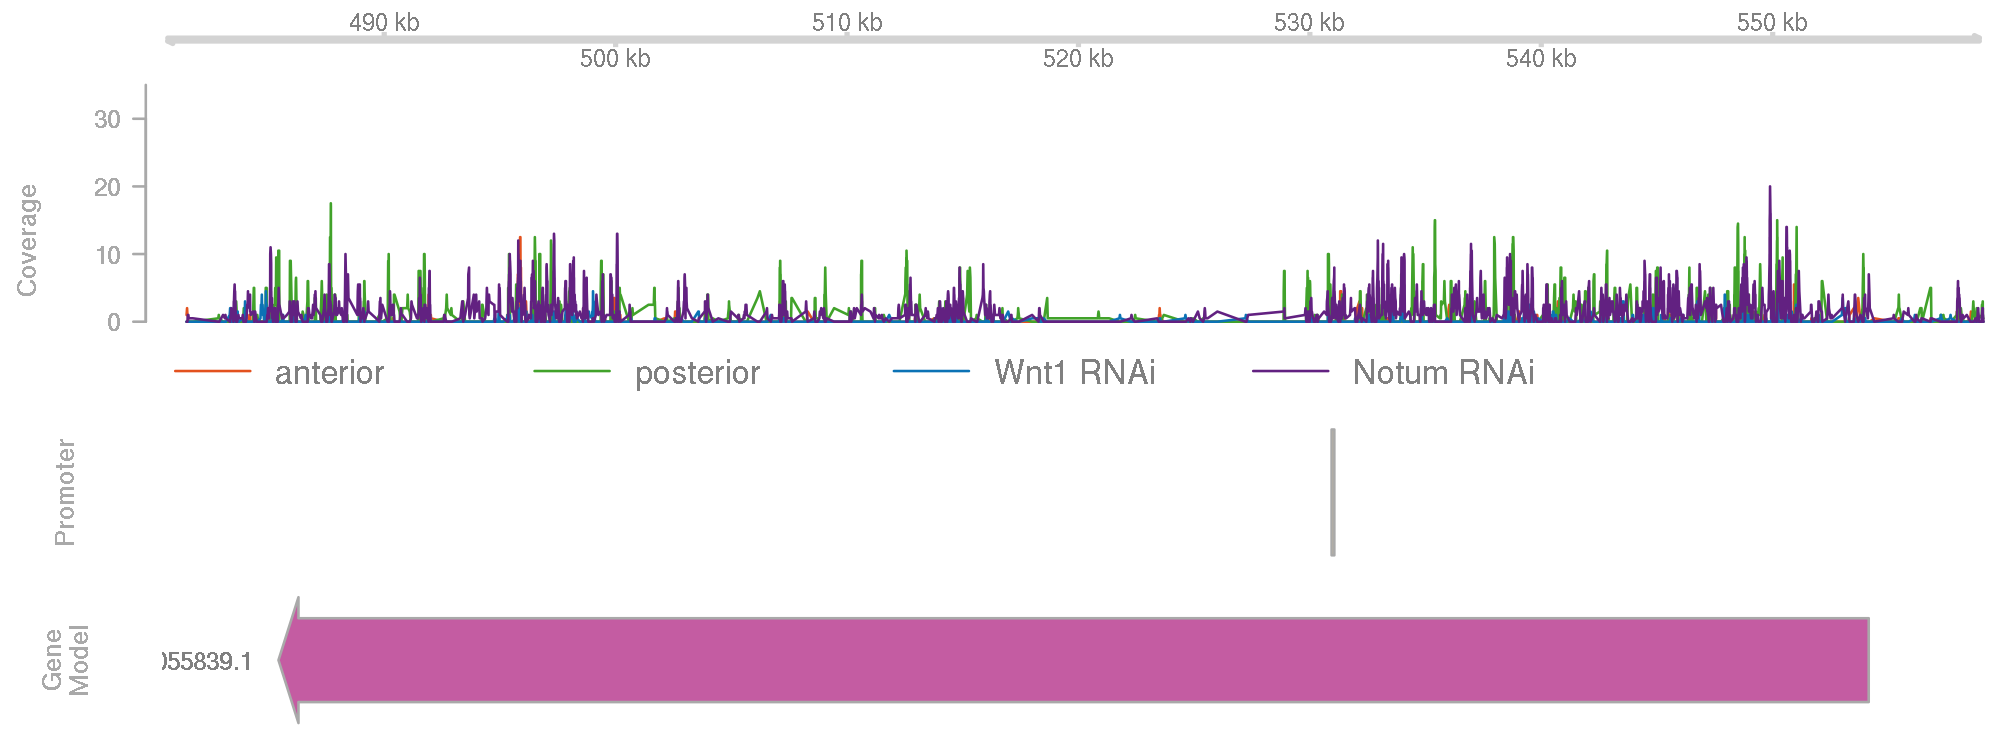 490 kb 510 kb 530 kb 550 kb
500 kb 520 kb 540 kb
Coverage
30
20
10
0
anterior posterior Wnt1 RNAi Notum RNAi
Promoter
Gene
Model
055839.1